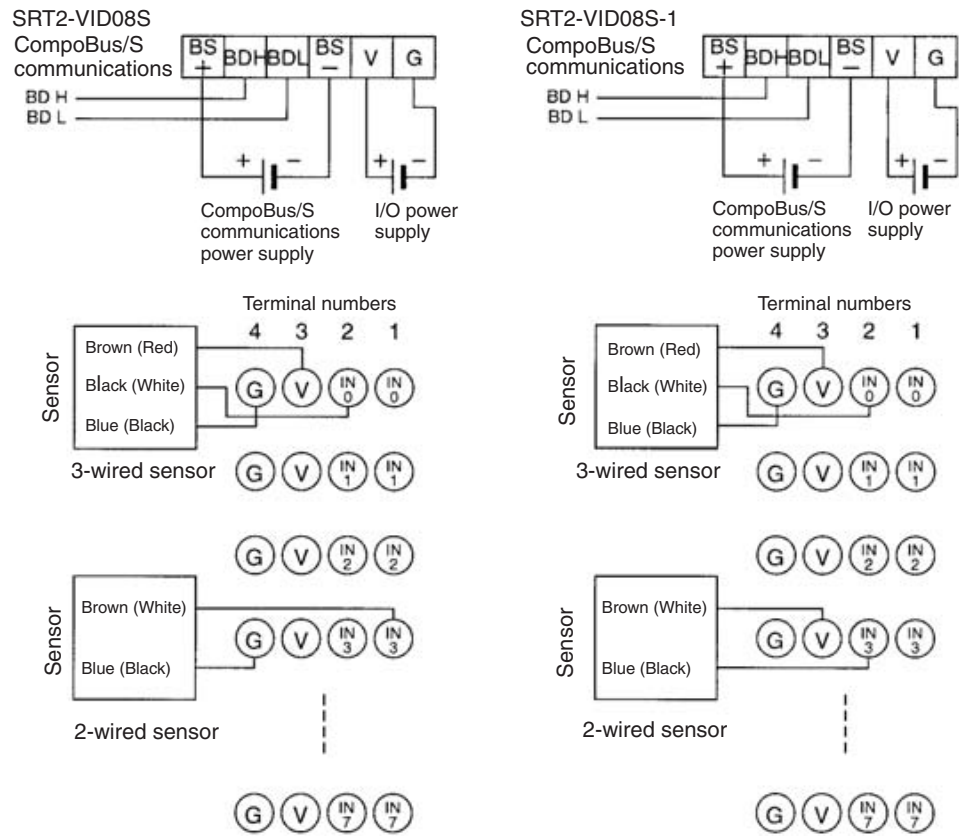 SRT2-VID08S
CompoBus/S
communications
BS + BDH BDL BS – V G
BD H
BD L
+ –
+ –
CompoBus/S
communications
power supply
I/O power
supply
Terminal numbers
4 3 2 1
Sensor
Brown (Red)
Black (White)
Blue (Black)
G V IN 0 IN 0
3-wired sensor
G V IN 1 IN 1
G V IN 2 IN 2
Sensor
Brown (White)
Blue (Black)
G V IN 3 IN 3
2-wired sensor
G V IN 7 IN 7
SRT2-VID08S-1
CompoBus/S
communications
BS + BDH BDL BS – V G
BD H
BD L
+ –
+ –
CompoBus/S
communications
power supply
I/O power
supply
Terminal numbers
4 3 2 1
Sensor
Brown (Red)
Black (White)
Blue (Black)
G V IN 0 IN 0
3-wired sensor
G V IN 1 IN 1
G V IN 2 IN 2
Sensor
Brown (White)
Blue (Black)
G V IN 3 IN 3
2-wired sensor
G V IN 7 IN 7